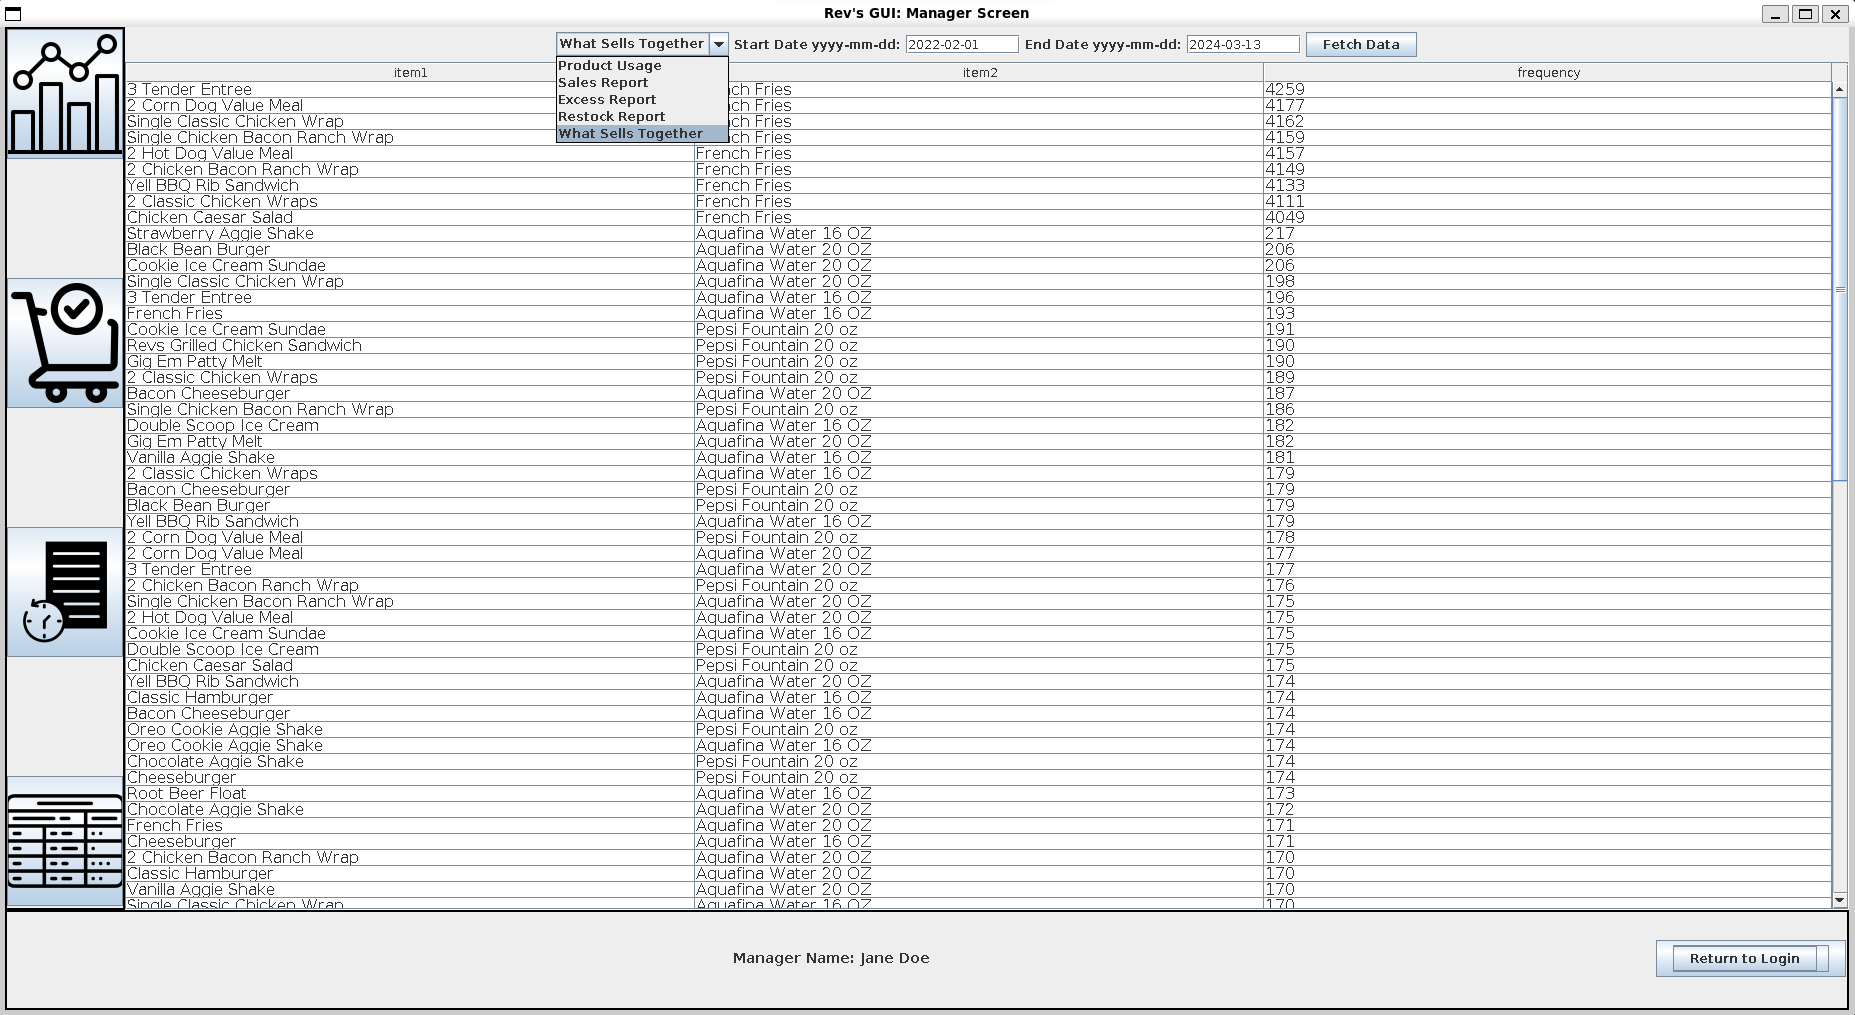 Rev's GUI: Manager Screen
What Sells Together Start Date yyyy-mm-dd: 2022-02-01 End Date yyyy-mm-dd: 2024-03-13 Fetch Data
Product Usage
Sales Report
Excess Report
Restock Report
What Sells Together
item1 item2 frequency
3 Tender Entree ch Fries 4259
2 Corn Dog Value Meal ch Fries 4177
Single Classic Chicken Wrap ch Fries 4162
Single Chicken Bacon Ranch Wrap ch Fries 4159
2 Hot Dog Value Meal French Fries 4157
2 Chicken Bacon Ranch Wrap French Fries 4149
Yell BBQ Rib Sandwich French Fries 4133
2 Classic Chicken Wraps French Fries 4111
Chicken Caesar Salad French Fries 4049
Strawberry Aggie Shake Aquafina Water 16 OZ 217
Black Bean Burger Aquafina Water 20 OZ 206
Cookie Ice Cream Sundae Aquafina Water 20 OZ 206
Single Classic Chicken Wrap Aquafina Water 20 OZ 198
3 Tender Entree Aquafina Water 16 OZ 196
French Fries Aquafina Water 16 OZ 193
Cookie Ice Cream Sundae Pepsi Fountain 20 oz 191
Revs Grilled Chicken Sandwich Pepsi Fountain 20 oz 190
Gig Em Patty Melt Pepsi Fountain 20 oz 190
2 Classic Chicken Wraps Pepsi Fountain 20 oz 189
Bacon Cheeseburger Aquafina Water 20 OZ 187
Single Chicken Bacon Ranch Wrap Pepsi Fountain 20 oz 186
Double Scoop Ice Cream Aquafina Water 16 OZ 182
Gig Em Patty Melt Aquafina Water 20 OZ 182
Vanilla Aggie Shake Aquafina Water 16 OZ 181
2 Classic Chicken Wraps Aquafina Water 16 OZ 179
Bacon Cheeseburger Pepsi Fountain 20 oz 179
Black Bean Burger Pepsi Fountain 20 oz 179
Yell BBQ Rib Sandwich Aquafina Water 16 OZ 179
2 Corn Dog Value Meal Pepsi Fountain 20 oz 178
2 Corn Dog Value Meal Aquafina Water 20 OZ 177
3 Tender Entree Aquafina Water 20 OZ 177
2 Chicken Bacon Ranch Wrap Pepsi Fountain 20 oz 176
Single Chicken Bacon Ranch Wrap Aquafina Water 20 OZ 175
2 Hot Dog Value Meal Aquafina Water 20 OZ 175
Cookie Ice Cream Sundae Aquafina Water 16 OZ 175
Double Scoop Ice Cream Pepsi Fountain 20 oz 175
Chicken Caesar Salad Pepsi Fountain 20 oz 175
Yell BBQ Rib Sandwich Aquafina Water 20 OZ 174
Classic Hamburger Aquafina Water 16 OZ 174
Bacon Cheeseburger Aquafina Water 16 OZ 174
Oreo Cookie Aggie Shake Pepsi Fountain 20 oz 174
Oreo Cookie Aggie Shake Aquafina Water 16 OZ 174
Chocolate Aggie Shake Pepsi Fountain 20 oz 174
Cheeseburger Pepsi Fountain 20 oz 174
Root Beer Float Aquafina Water 16 OZ 173
Chocolate Aggie Shake Aquafina Water 20 OZ 172
French Fries Aquafina Water 20 OZ 171
Cheeseburger Aquafina Water 16 OZ 171
2 Chicken Bacon Ranch Wrap Aquafina Water 20 OZ 170
Classic Hamburger Aquafina Water 20 OZ 170
Vanilla Aggie Shake Aquafina Water 20 OZ 170
Single Classic Chicken Wrap Aquafina Water 16 OZ 170
Manager Name: Jane Doe
Return to Login